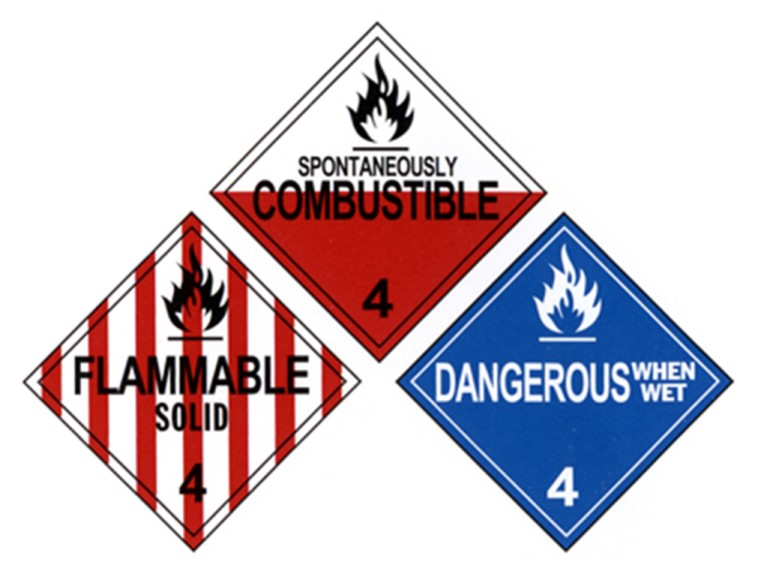 SPONTANEOUSLY
COMBUSTIBLE
4
FLAMMABLE
SOLID
4
DANGEROUS WHEN WET
4